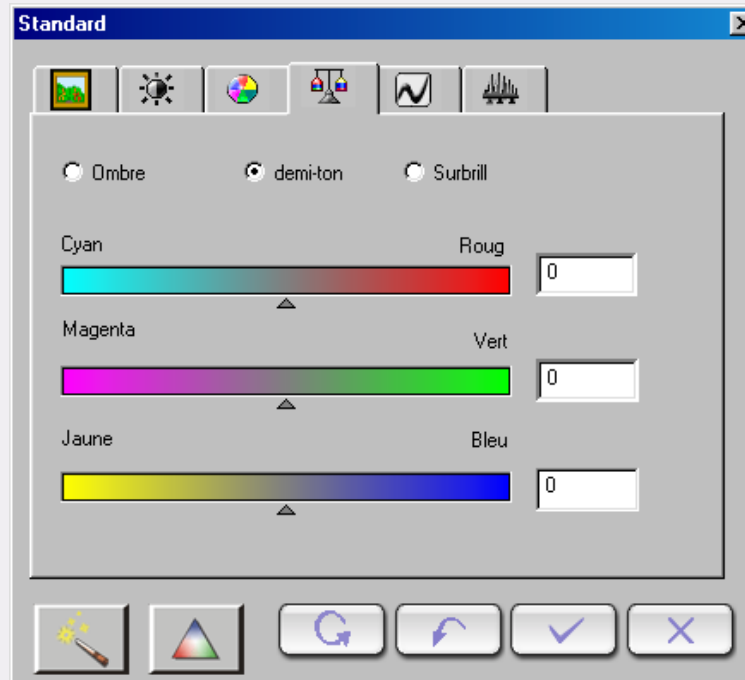 Standard
Ombre demi-ton Surbrill
Cyan Roug
0
Magenta Vert
0
Jaune Bleu
0